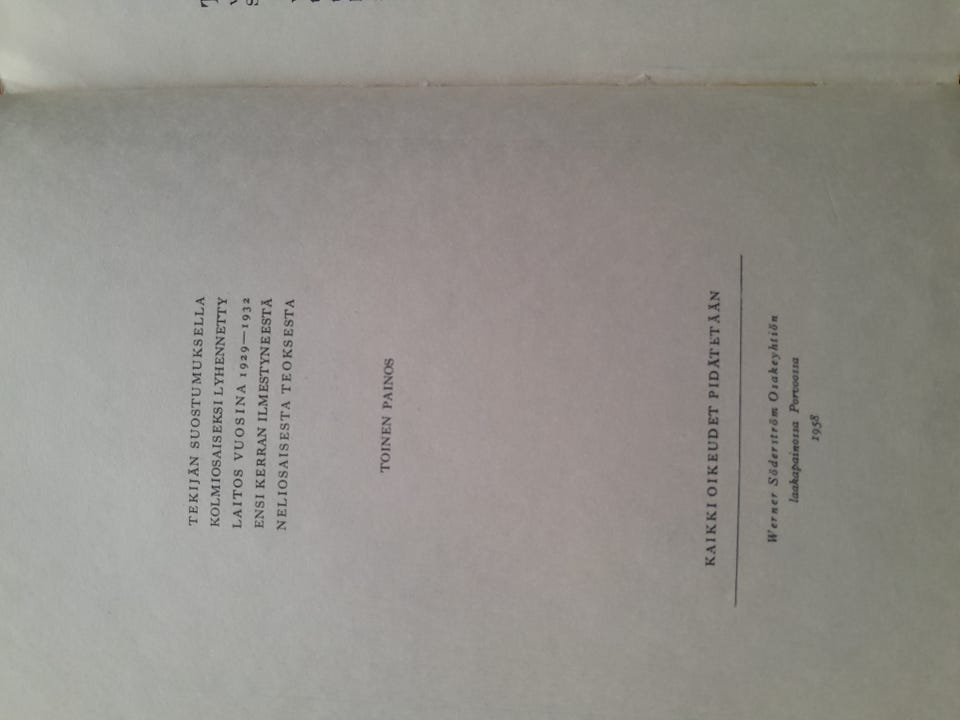 TEKIJÄN SUOSTUMUKSELLA
KOLMIOSAISEKSI LYHENNETTY
LAITOS VUOSINA 1929—1932
ENSI KERRAN ILMESTYNEESTÄ
NELIOSAISESTA TEOKSESTA
TOINEN PAINOS
KAIKKI OIKEUDET PIDÄTETÄÄN
Werner Söderström Osakeyhtiön
laakapainossa Porvoossa
1958